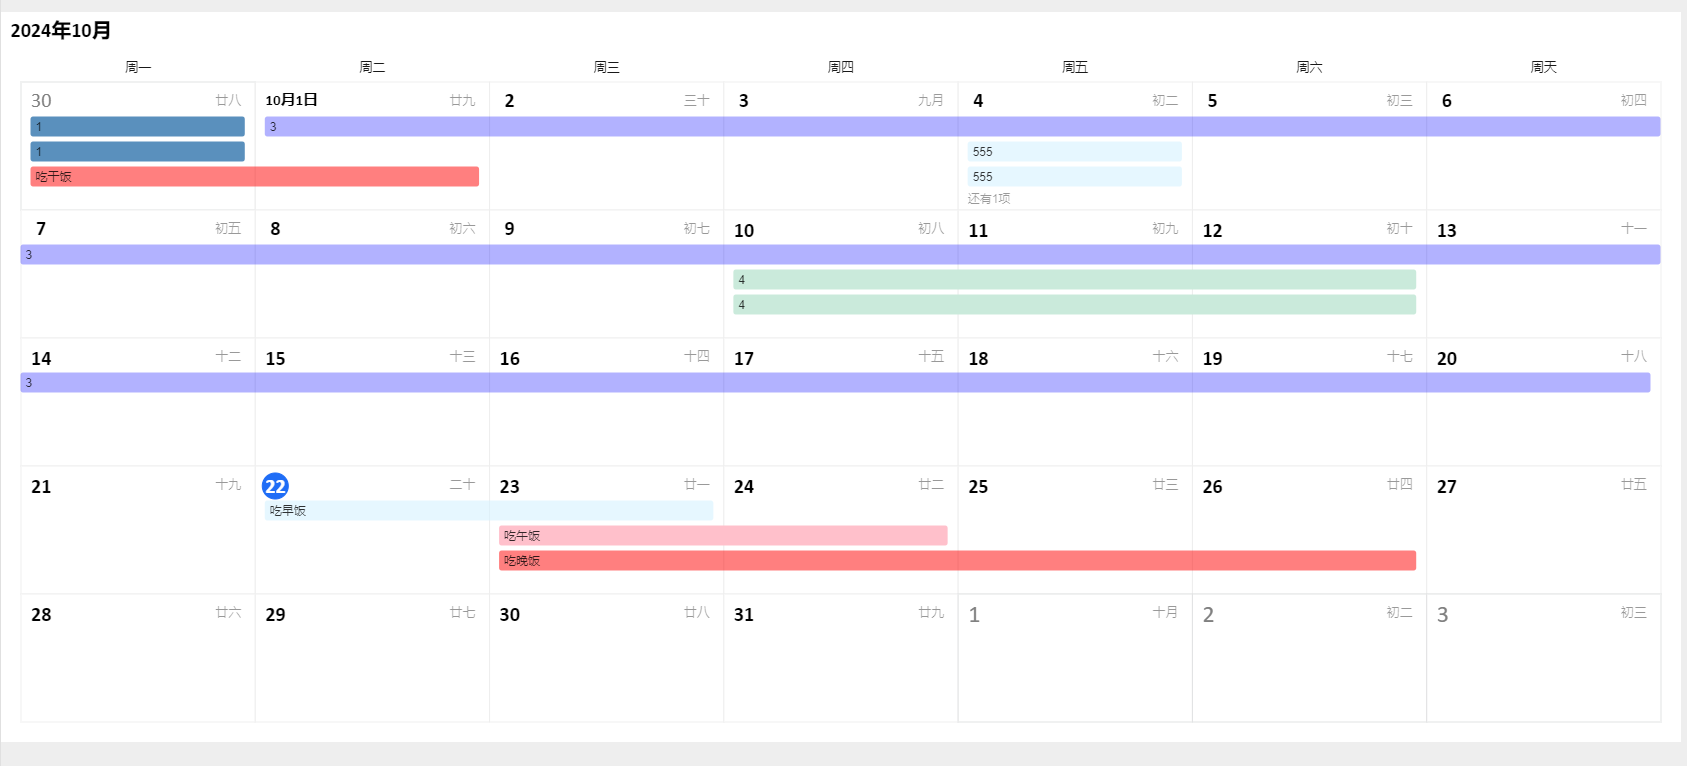 2024年10月
周一 周二 周三 周四 周五 周六 周天
30 廿八 10月1日 廿九 2 三十 3 九月 4 初二 5 初三 6 初四
1 3
1 555
吃干饭 555
还有1项
7 初五 8 初六 9 初七 10 初八 11 初九 12 初十 13 十一
3
4
4
14 十二 15 十三 16 十四 17 十五 18 十六 19 十七 20 十八
3
21 十九 22 二十 23 廿一 24 廿二 25 廿三 26 廿四 27 廿五
吃早饭
吃午饭
吃晚饭
28 廿六 29 廿七 30 廿八 31 廿九 1 十月 2 初二 3 初三